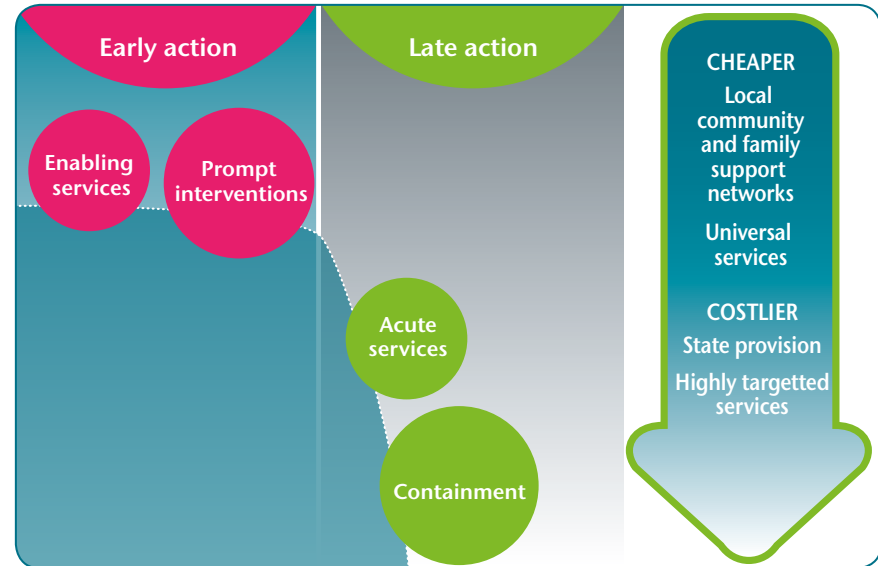 Early action
Late action
Enabling
services
Prompt
interventions
Acute
services
Containment
CHEAPER
Local
community
and family
support
networks
Universal
services
COSTLIER
State provision
Highly targetted
services